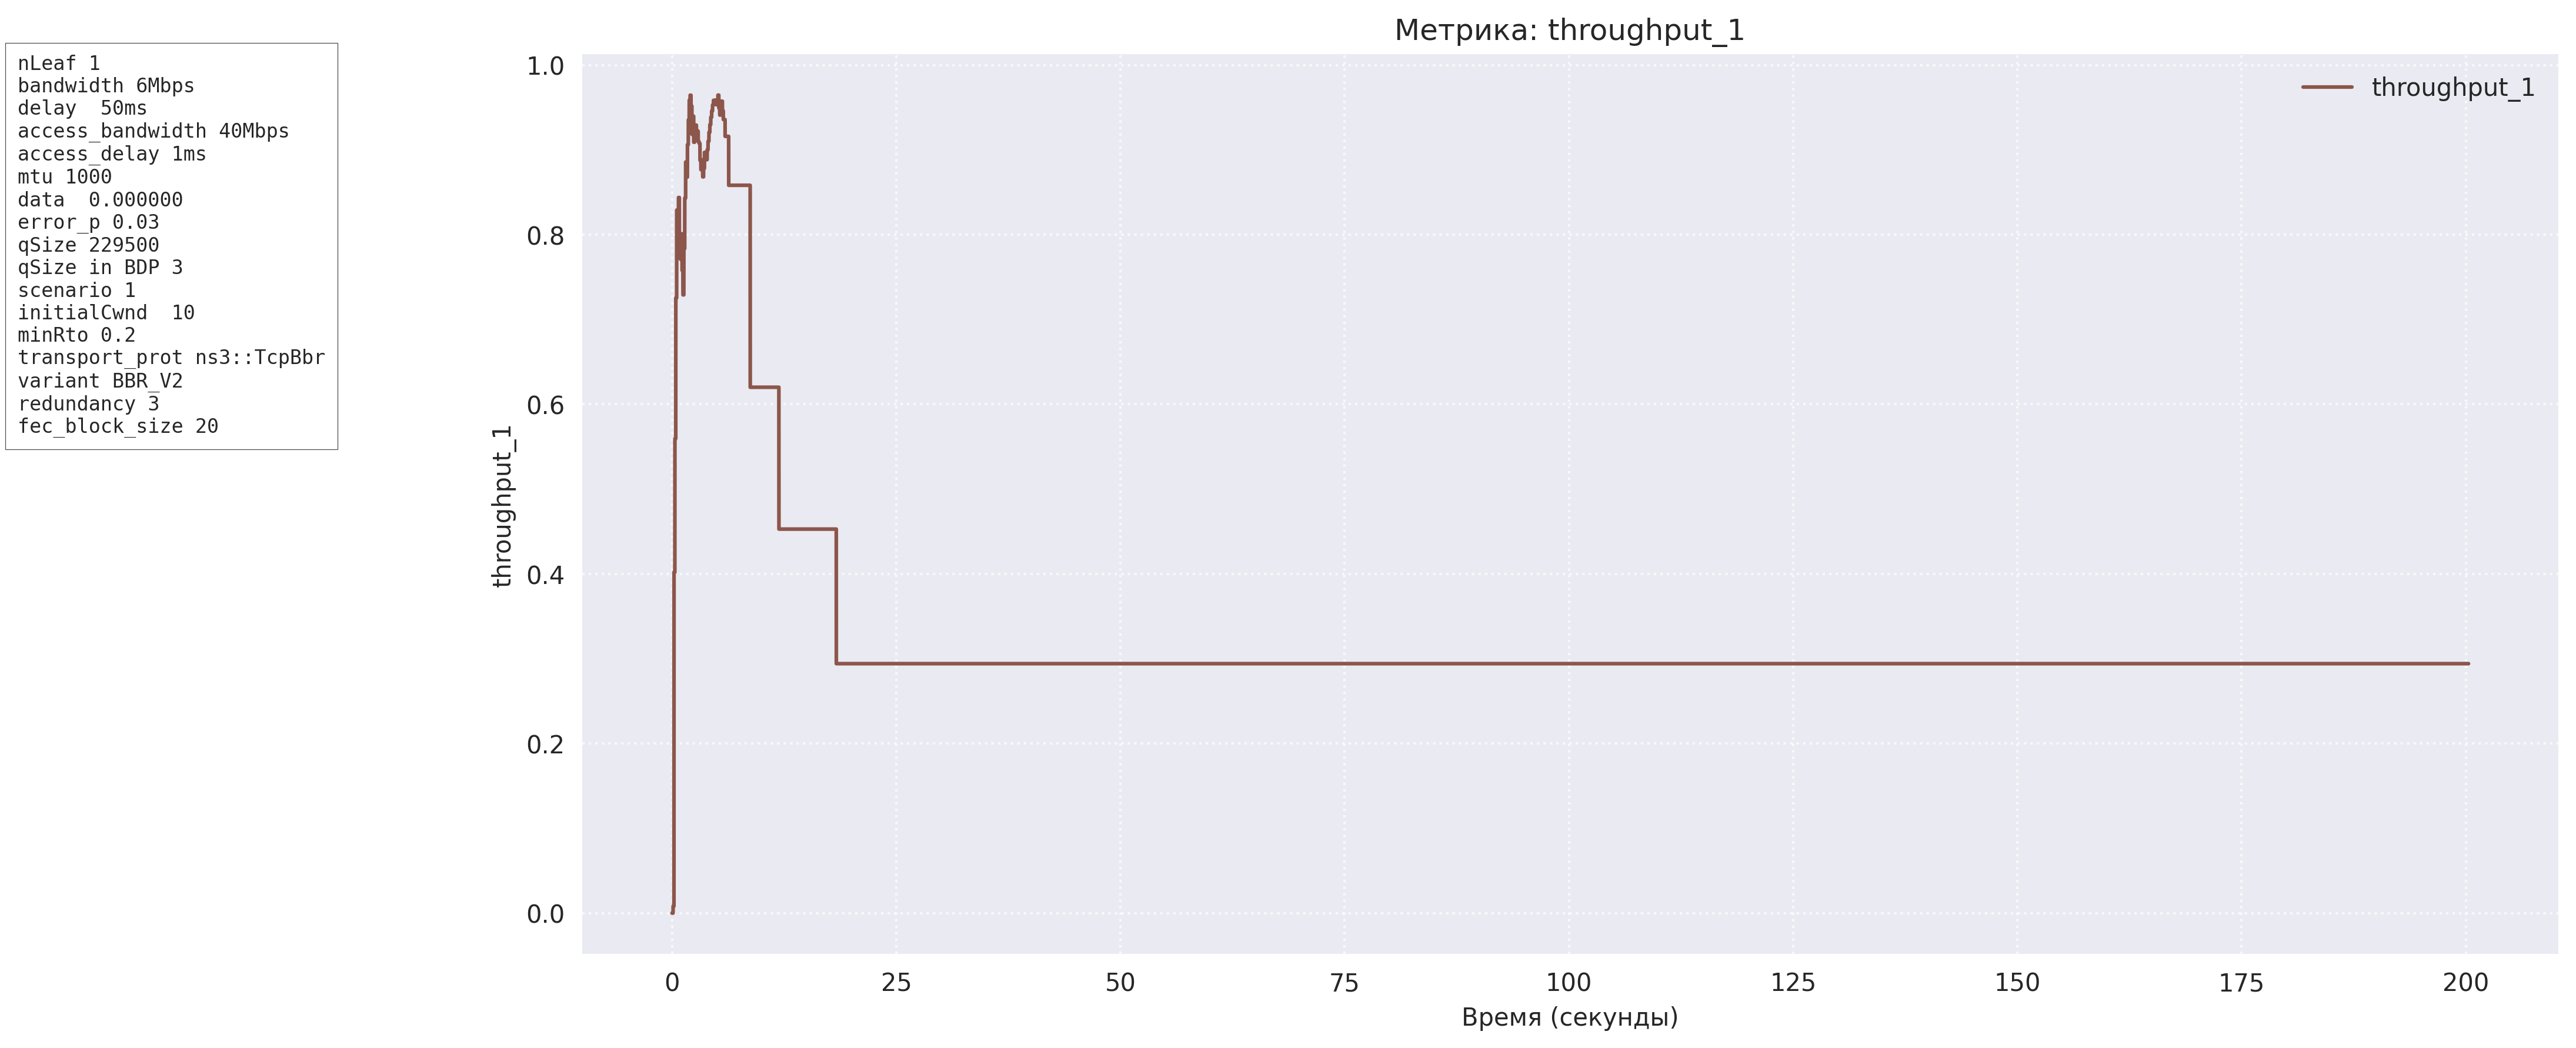 Метрика: throughput_1
nLeaf 1
bandwidth 6Mbps
delay  50ms
access_bandwidth 40Mbps
access_delay 1ms
mtu 1000
data  0.000000
error_p 0.03
qSize 229500
qSize in BDP 3
scenario 1
initialCwnd  10
minRto 0.2
transport_prot ns3::TcpBbr
variant BBR_V2
redundancy 3
fec_block_size 20
throughput_1
throughput_1
1.0
0.8
0.6
0.4
0.2
0.0
0 25 50 75 100 125 150 175 200
Время (секунды)